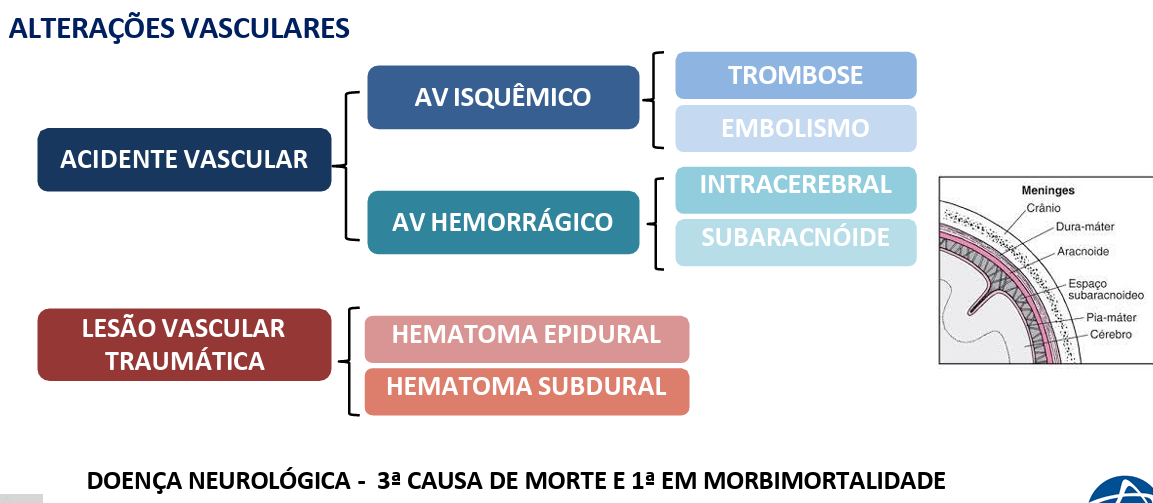 ALTERAÇÕES VASCULARES
ACIDENTE VASCULAR
AV ISQUÊMICO
TROMBOSE
EMBOLISMO
AV HEMORRÁGICO
INTRACEREBRAL
SUBARACNÓIDE
LESÃO VASCULAR
TRAUMÁTICA
HEMATOMA EPIDURAL
HEMATOMA SUBDURAL
Meninges
Crânio
Dura-máter
Aracnoide
Espaço
subaracnoideo
Pia-máter
Cérebro
DOENÇA NEUROLÓGICA - 3ª CAUSA DE MORTE E 1ª EM MORBIMORTALIDADE